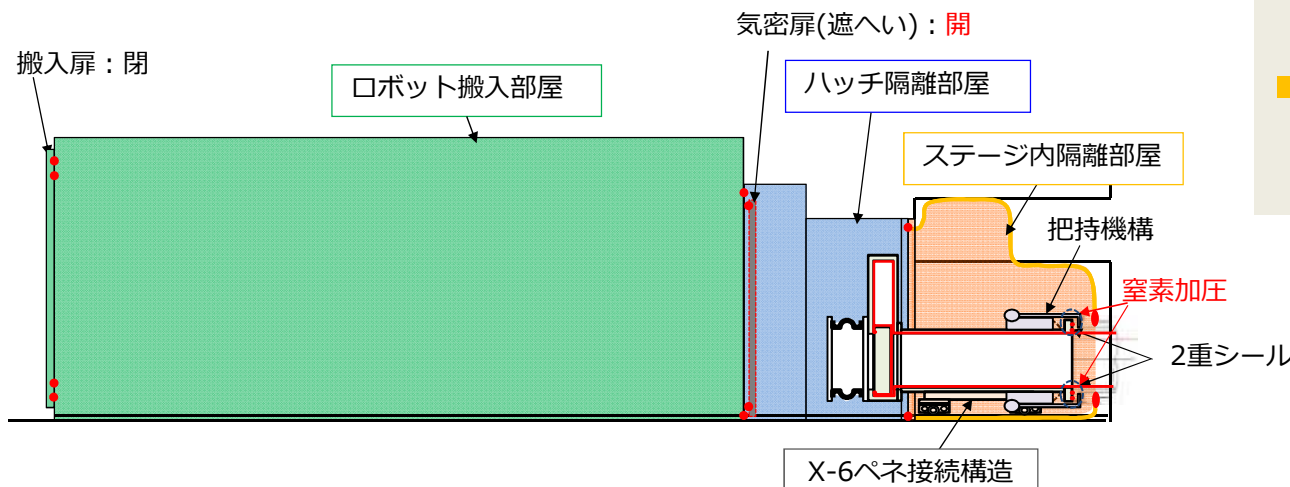 気密扉(遮へい)：開
搬入扉：閉
ロボット搬入部屋
ハッチ隔離部屋
ステージ内隔離部屋
把持機構
窒素加圧
2重シール
X-6ペネ接続構造